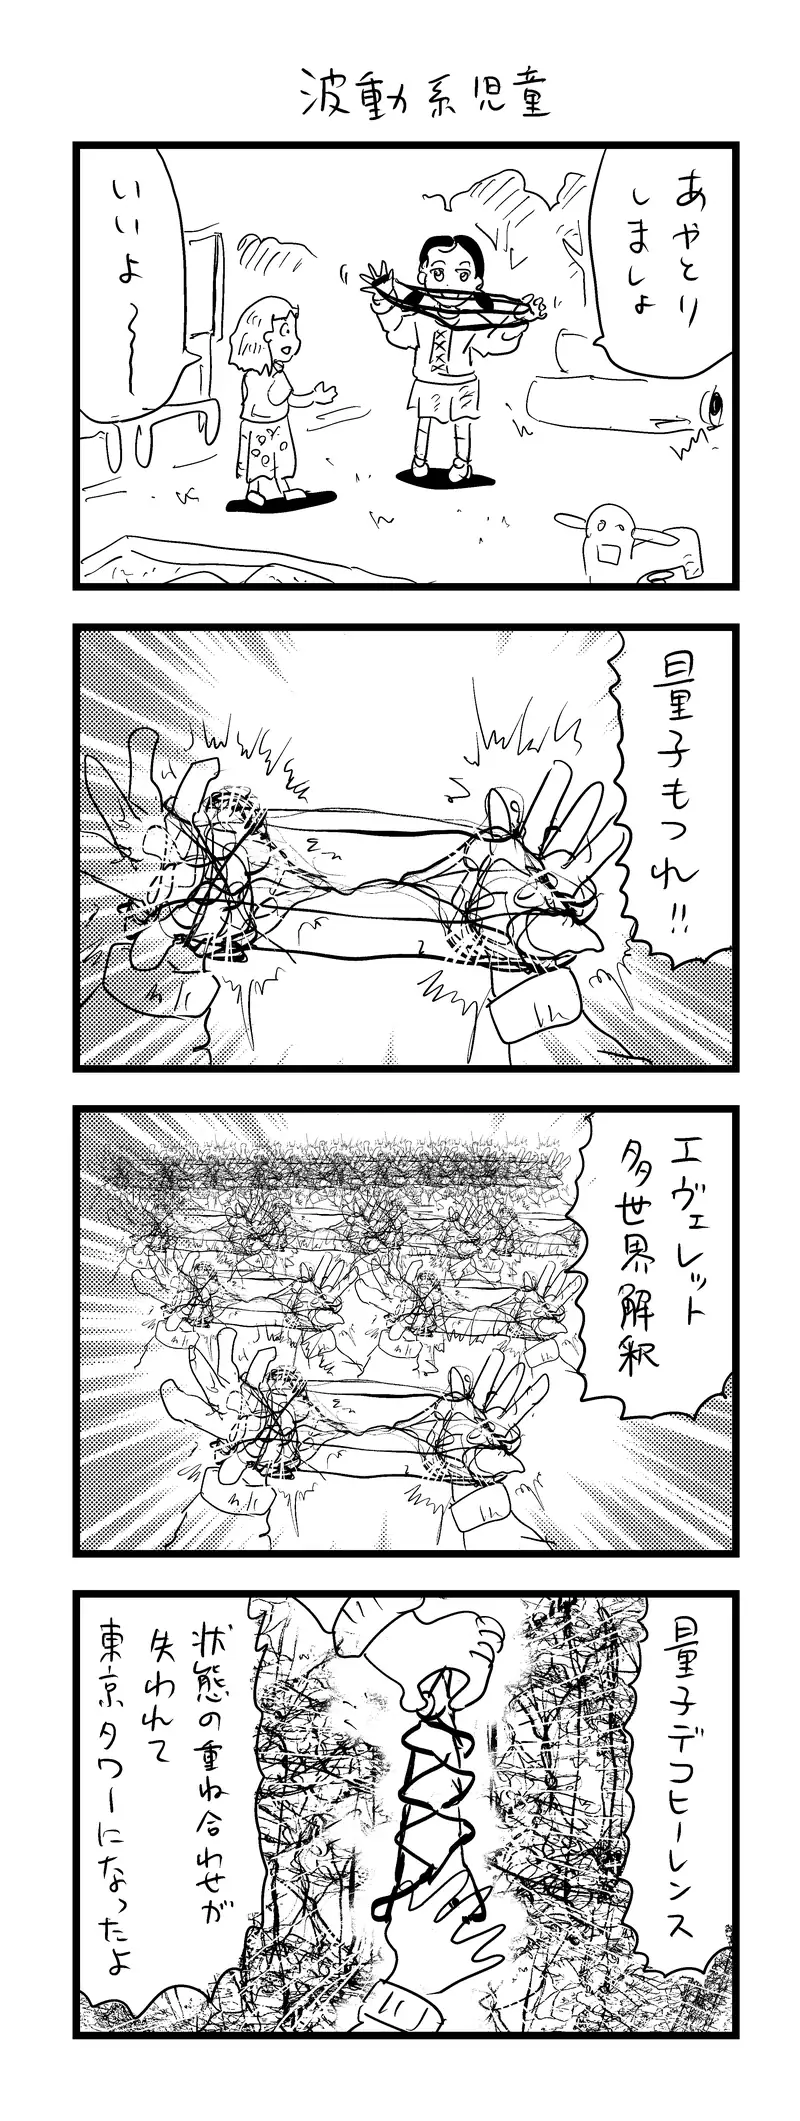 波動系児童
あやとり
しましょ
いいよ〜
量子もつれ!!
エヴェレット
多世界解釈
量子デコヒーレンス
状態の重ね合わせが
失われて
東京タワーになったよ